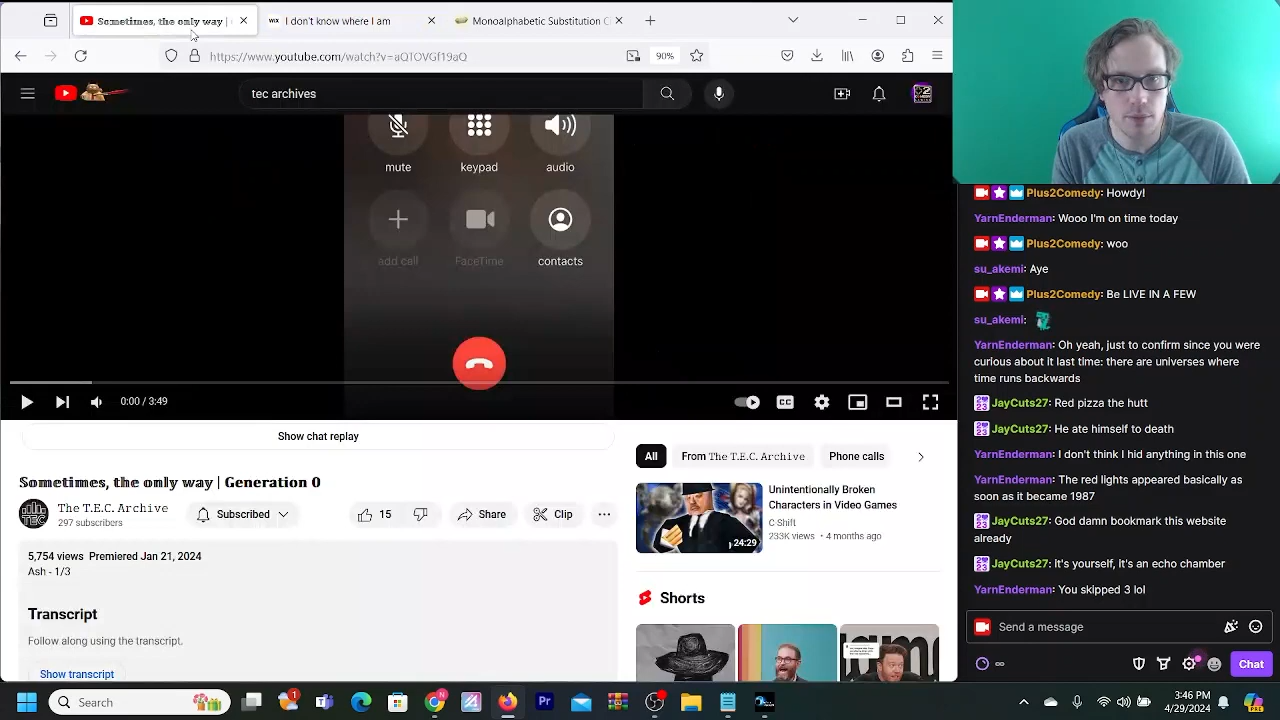 Sometimes, the only way |
I don't know where I am
Monoalphabetic Substitution C
https://www.youtube.com/watch?v=aQTOVGf19aQ
90%
tec archives
mute
keypad
audio
add call
FaceTime
contacts
0:00 / 3:49
CC
Show chat replay
Sometimes, the omly way | Generation 0
The T.E.C. Archive
297 subscribers
Subscribed
15
Share
Clip
5,754 views Premiered Jan 21, 2024
Ash - 1/3
Transcript
Follow along using the transcript.
Show transcript
All
From The T.E.C. Archive
Phone calls
Unintentionally Broken
Characters in Video Games
C Shift
233K views • 4 months ago
24:29
Shorts
Plus2Comedy: Howdy!
YarnEnderman: Wooo I'm on time today
Plus2Comedy: woo
su_akemi: Aye
Plus2Comedy: Be LIVE IN A FEW
su_akemi:
YarnEnderman: Oh yeah, just to confirm since you were
curious about it last time: there are universes where
time runs backwards
JayCuts27: Red pizza the hutt
JayCuts27: He ate himself to death
YarnEnderman: I don't think I hid anything in this one
YarnEnderman: The red lights appeared basically as
soon as it became 1987
JayCuts27: God damn bookmark this website
already
JayCuts27: It's yourself, it's an echo chamber
YarnEnderman: You skipped 3 lol
Send a message
Chat
Search
3:46 PM
4/29/2024